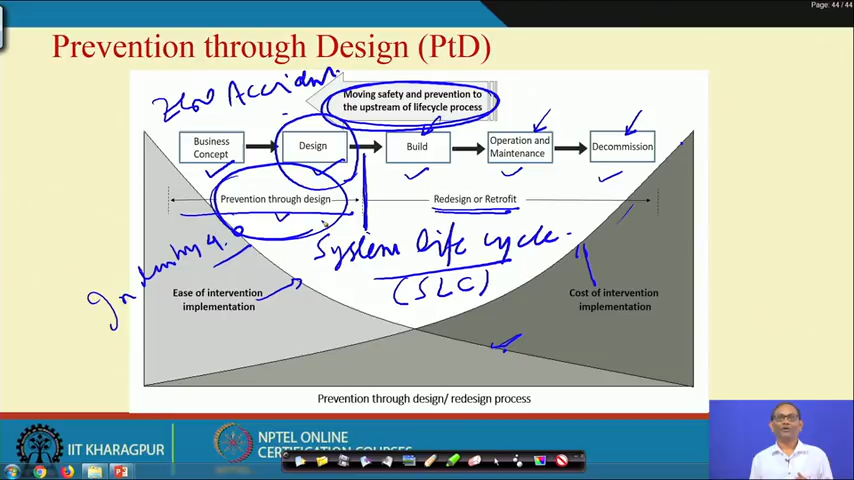 Page: 44 / 44
Prevention through Design (PtD)
Zero Accident
Moving safety and prevention to
the upstream of lifecycle process
Business
Concept
Design
Build
Operation and
Maintenance
Decommission
Prevention through design
Redesign or Retrofit
System life cycle
(SLC)
Industry 4.0
Ease of intervention
implementation
Cost of intervention
implementation
Prevention through design/ redesign process
IIT KHARAGPUR
NPTEL ONLINE
CERTIFICATION COURSES